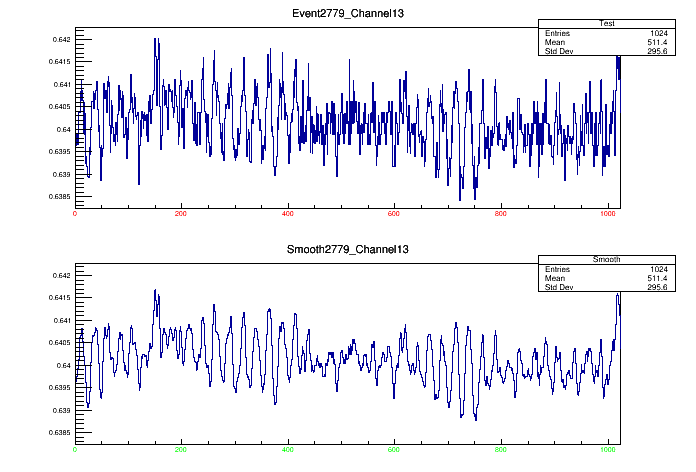 Event2779_Channel13
Test
Entries 1024
Mean 511.4
Std Dev 295.6
0.642
0.6415
0.641
0.6405
0.64
0.6395
0.639
0.6385
0 200 400 600 800 1000
Smooth2779_Channel13
Smooth
Entries 1024
Mean 511.4
Std Dev 295.6
0.642
0.6415
0.641
0.6405
0.64
0.6395
0.639
0.6385
0 200 400 600 800 1000